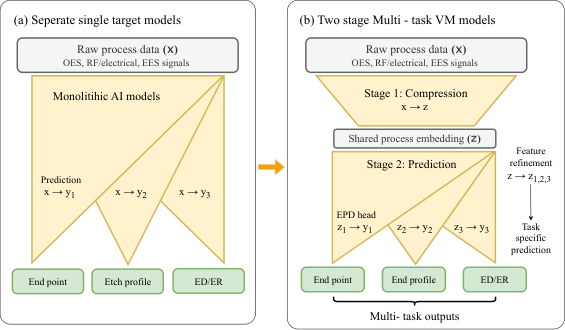 (a) Seperate single target models
Raw process data (x)
OES, RF/electrical, EES signals
Monolitihic AI models
Prediction
x → y₁
x → y₂
x → y₃
End point
Etch profile
ED/ER
(b) Two stage Multi - task VM models
Raw process data (x)
OES, RF/electrical, EES signals
Stage 1: Compression
x → z
Shared process embedding (z)
Stage 2: Prediction
EPD head
z₁ → y₁
z₂ → y₂
z₃ → y₃
Feature
refinement
z → z₁,₂,₃
Task
specific
prediction
End point
End profile
ED/ER
Multi- task outputs